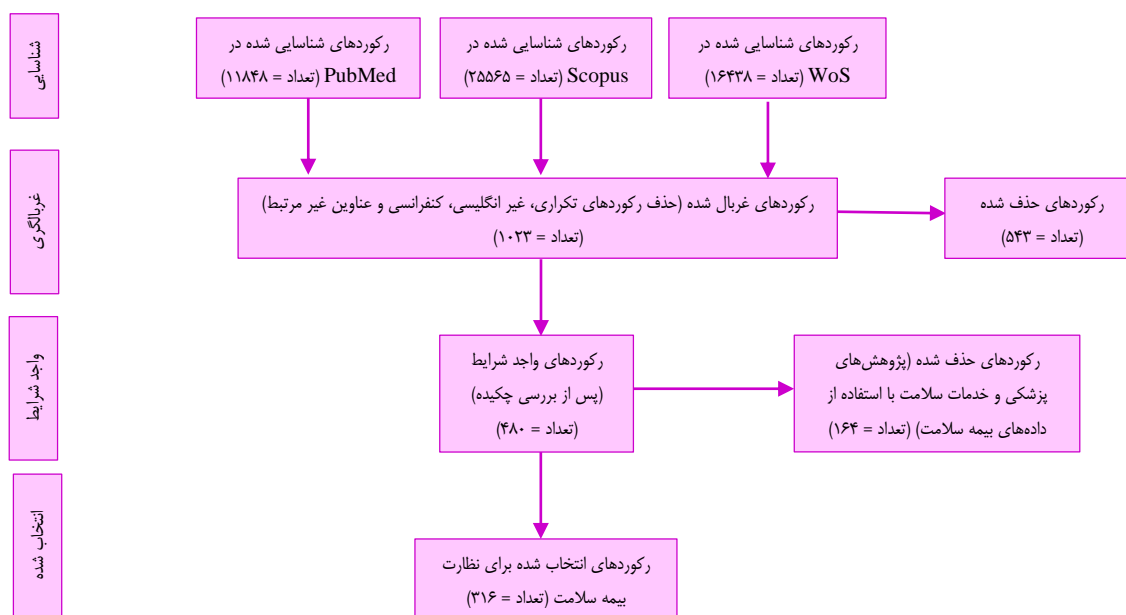 شناسایی
رکوردهای شناسایی شده در
PubMed (تعداد = ۱۱۸۴۸)
رکوردهای شناسایی شده در
Scopus (تعداد = ۲۵۵۶۵)
رکوردهای شناسایی شده در
WoS (تعداد = ۱۶۴۳۸)
غربالگری
رکوردهای غربال شده (حذف رکوردهای تکراری، غیر انگلیسی، کنفرانسی و عناوین غیر مرتبط)
(تعداد = ۱۰۲۳)
رکوردهای حذف شده
(تعداد = ۵۴۳)
واجد شرایط
رکوردهای واجد شرایط
(پس از بررسی چکیده)
(تعداد = ۴۸۰)
رکوردهای حذف شده (پژوهش‌های
پزشکی و خدمات سلامت با استفاده از
داده‌های بیمه سلامت) (تعداد = ۱۶۴)
انتخاب شده
رکوردهای انتخاب شده برای نظارت
بیمه سلامت (تعداد = ۳۱۶)